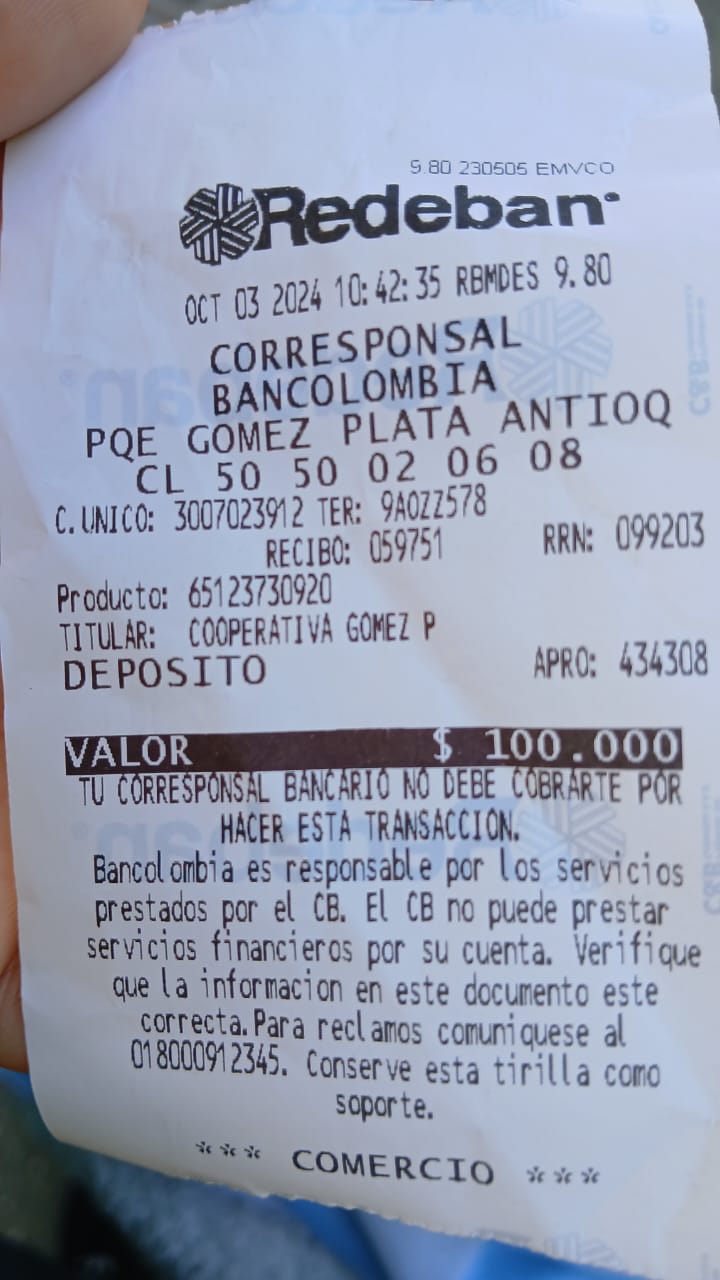 9.80 230505 EMVCO
Redeban
OCT 03 2024 10:42:35 RBMDES 9.80
CORRESPONSAL
BANCOLOMBIA
PQE GOMEZ PLATA ANTIOQ
CL 50 50 02 06 08
C.UNICO: 3007023912 TER: 9A0ZZ578
RECIBO: 059751 RRN: 099203
Producto: 65123730920
TITULAR: COOPERATIVA GOMEZ P
DEPOSITO APRO: 434308
VALOR $ 100.000
TU CORRESPONSAL BANCARIO NO DEBE COBRARTE POR
HACER ESTA TRANSACCION.
Bancolombia es responsable por los servicios
prestados por el CB. El CB no puede prestar
servicios financieros por su cuenta. Verifique
que la informacion en este documento este
correcta.Para reclamos comuniquese al
018000912345. Conserve esta tirilla como
soporte.
*** COMERCIO ***